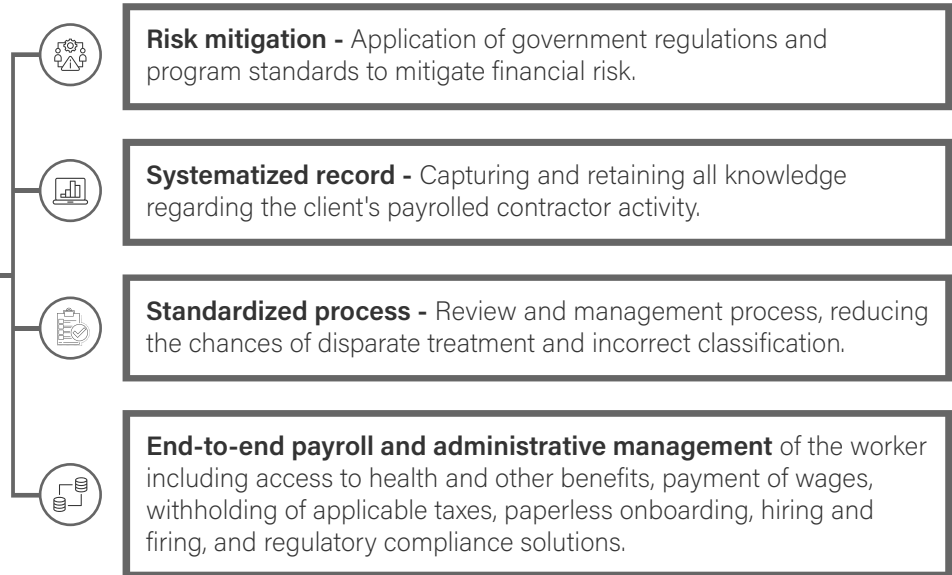 Risk mitigation - Application of government regulations and
program standards to mitigate financial risk.
Systematized record - Capturing and retaining all knowledge
regarding the client's payrolled contractor activity.
Standardized process - Review and management process, reducing
the chances of disparate treatment and incorrect classification.
End-to-end payroll and administrative management of the worker
including access to health and other benefits, payment of wages,
withholding of applicable taxes, paperless onboarding, hiring and
firing, and regulatory compliance solutions.